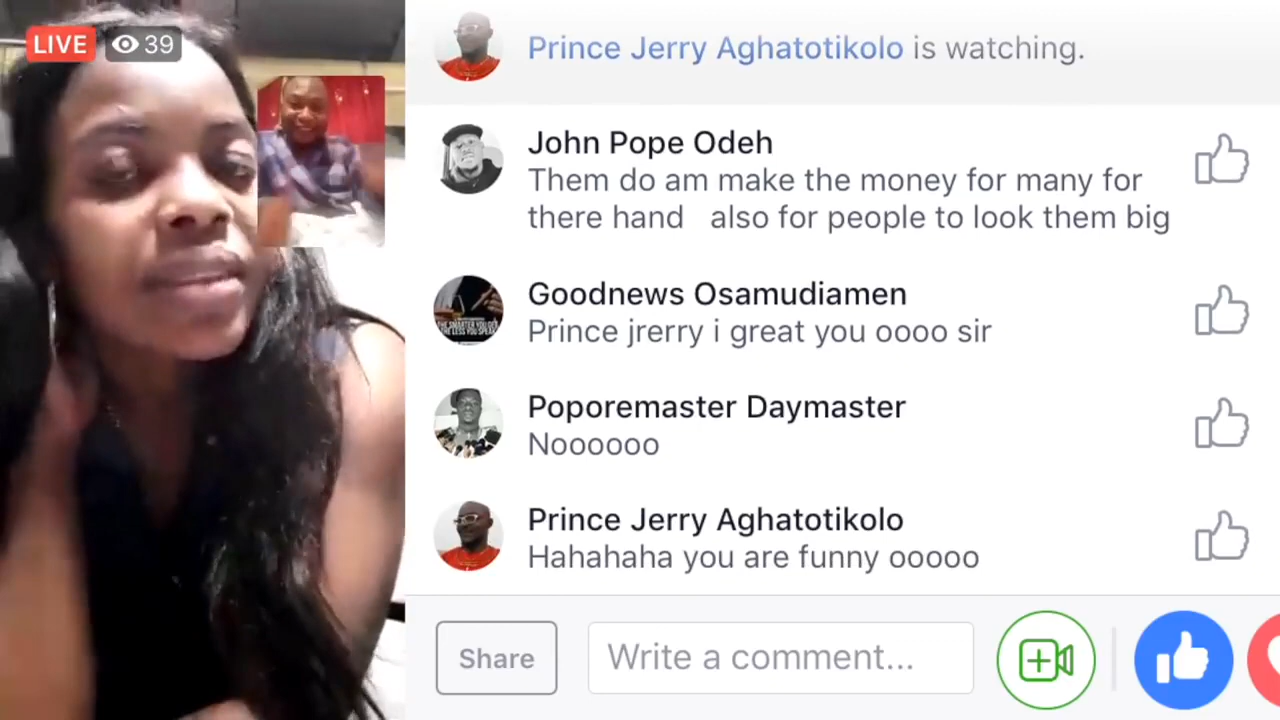 LIVE 39
Prince Jerry Aghatotikolo is watching.
John Pope Odeh
Them do am make the money for many for
there hand also for people to look them big
Goodnews Osamudiamen
Prince jrerry i great you oooo sir
Poporemaster Daymaster
Noooooo
Prince Jerry Aghatotikolo
Hahahaha you are funny ooooo
Share
Write a comment...